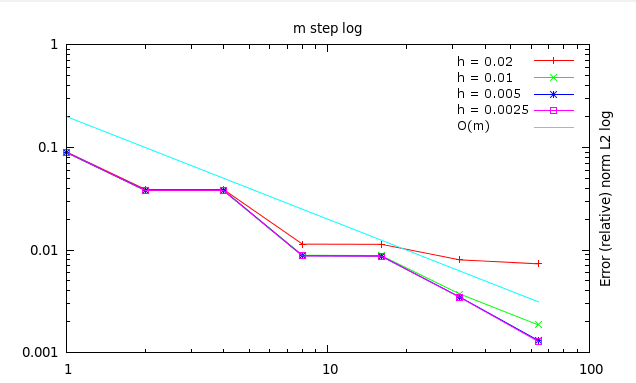 m step log
1
0.1
0.01
0.001
1
10
100
h = 0.02
h = 0.01
h = 0.005
h = 0.0025
O(m)
Error (relative) norm L2 log